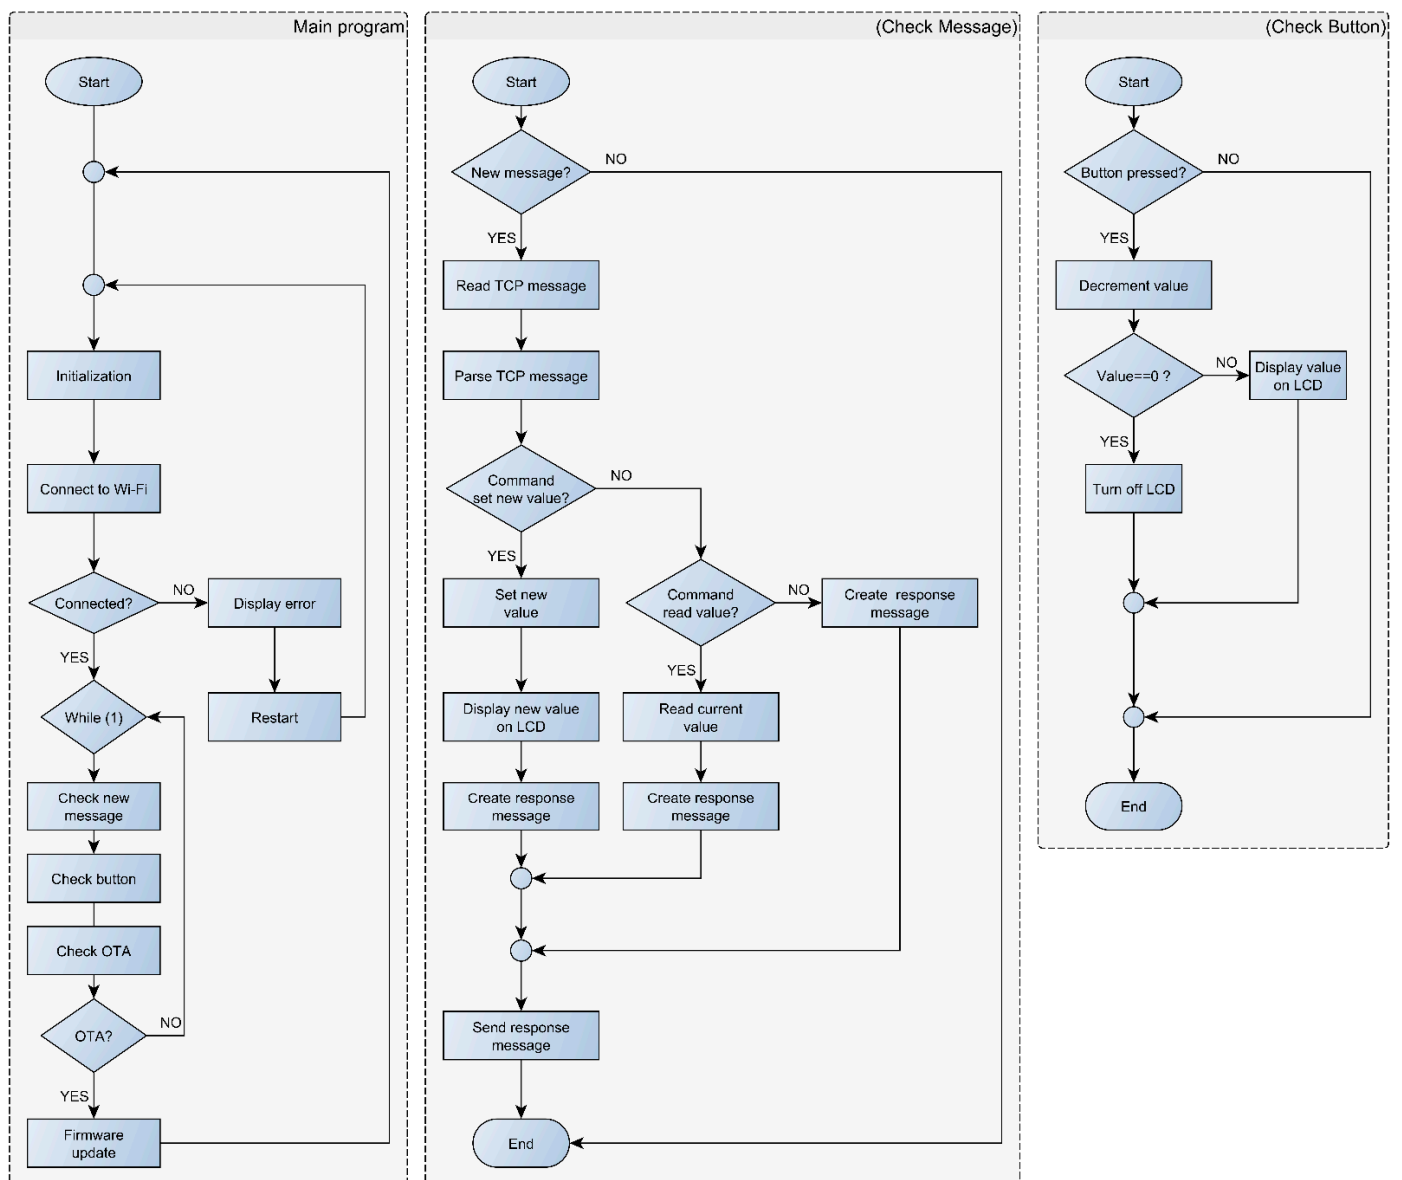 Main program
Start
Initialization
Connect to Wi-Fi
Connected?
NO
Display error
YES
While (1)
Restart
Check new
message
Check button
Check OTA
OTA?
NO
YES
Firmware
update
(Check Message)
Start
New message?
NO
YES
Read TCP message
Parse TCP message
Command
set new value?
NO
YES
Set new
value
Command
read value?
NO
Create response
message
YES
Display new value
on LCD
Read current
value
Create response
message
Create response
message
Send response
message
End
(Check Button)
Start
Button pressed?
NO
YES
Decrement value
Value==0 ?
NO
Display value
on LCD
YES
Turn off LCD
End